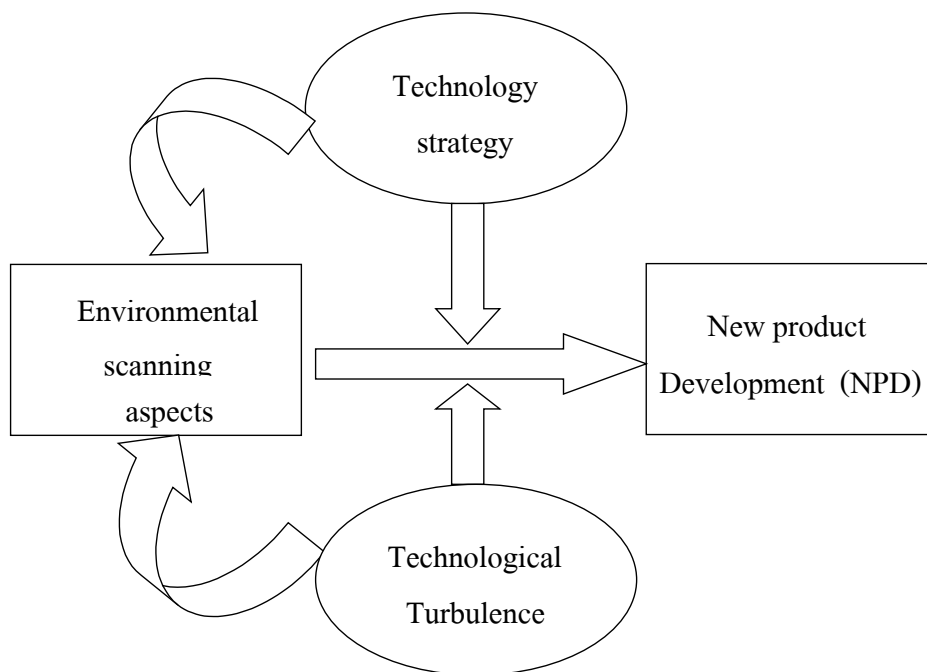 Technology
strategy
Environmental
scanning
aspects
New product
Development (NPD)
Technological
Turbulence